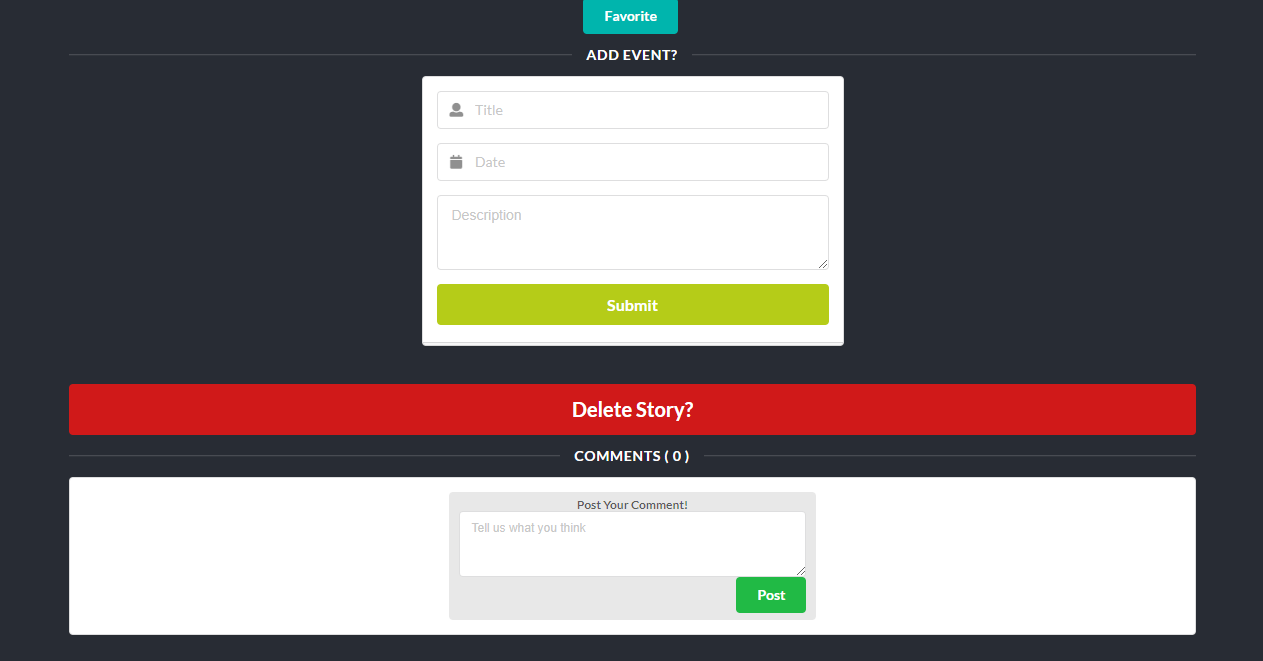 Favorite
ADD EVENT?
Title
Date
Description
Submit
Delete Story?
COMMENTS ( 0 )
Post Your Comment!
Tell us what you think
Post